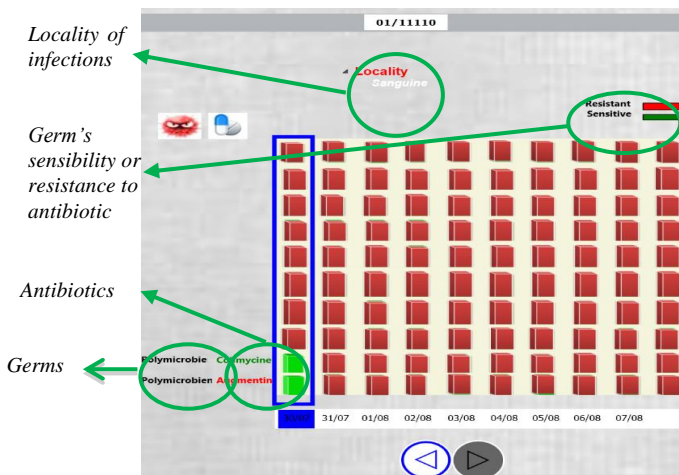 01/11110
Locality of
infections
Locality
Sanguine
Resistant
Sensitive
Germ's
sensibility or
resistance to
antibiotic
Antibiotics
Germs
Polymicrobie
Polymicrobien Augmentin
31/07 01/08 02/08 03/08 04/08 05/08 06/08 07/08